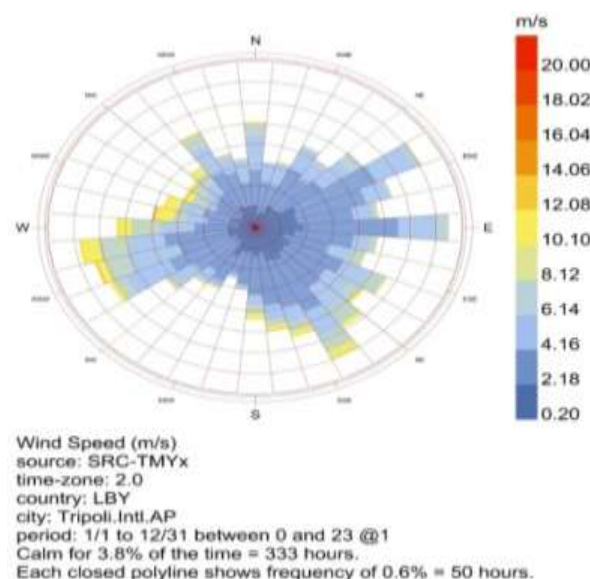 m/s
N
20.00
18.02
16.04
14.06
12.08
10.10
8.12
6.14
4.16
2.18
0.20
W
E
S
Wind Speed (m/s)
source: SRC-TMYx
time-zone: 2.0
country: LBY
city: Tripoli.Intl.AP
period: 1/1 to 12/31 between 0 and 23 @1
Calm for 3.8% of the time = 333 hours.
Each closed polyline shows frequency of 0.6% = 50 hours.